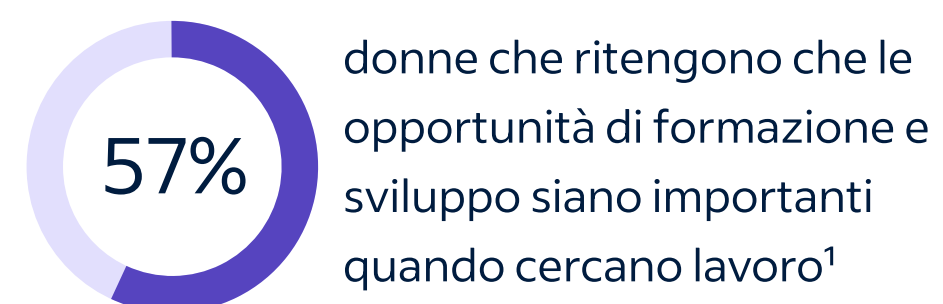 57%
donne che ritengono che le
opportunità di formazione e
sviluppo siano importanti
quando cercano lavoro¹